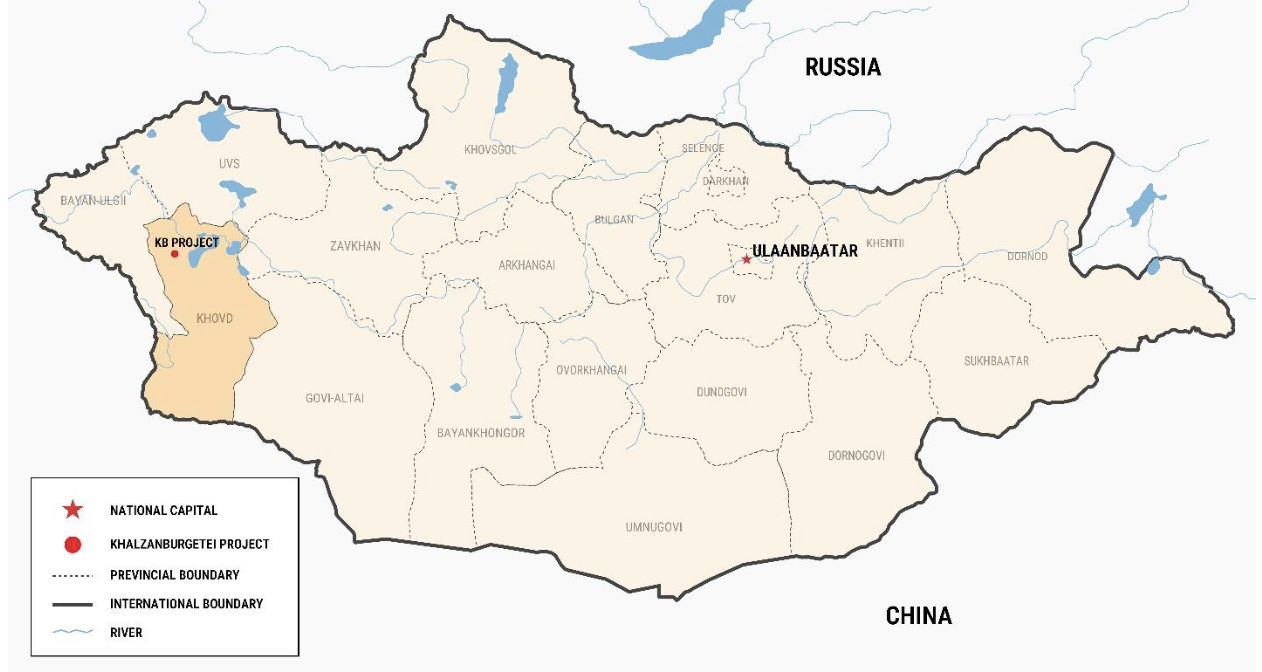 RUSSIA
KHOVSGOL
SELENGE
UVS
DARKHAN
BAYAN-ULGII
BULGAN
KB PROJECT
ZAVKHAN
KHENTII
ULAANBAATAR
DORNOD
ARKHANGAI
TOV
KHOVD
SUKHBAATAR
OVORKHANGAI
DUNDGOVI
GOVI-ALTAI
BAYANKHONGOR
DORNOGOVI
UMNUGOVI
CHINA
NATIONAL CAPITAL
KHALZANBURGETEI PROJECT
PROVINCIAL BOUNDARY
INTERNATIONAL BOUNDARY
RIVER